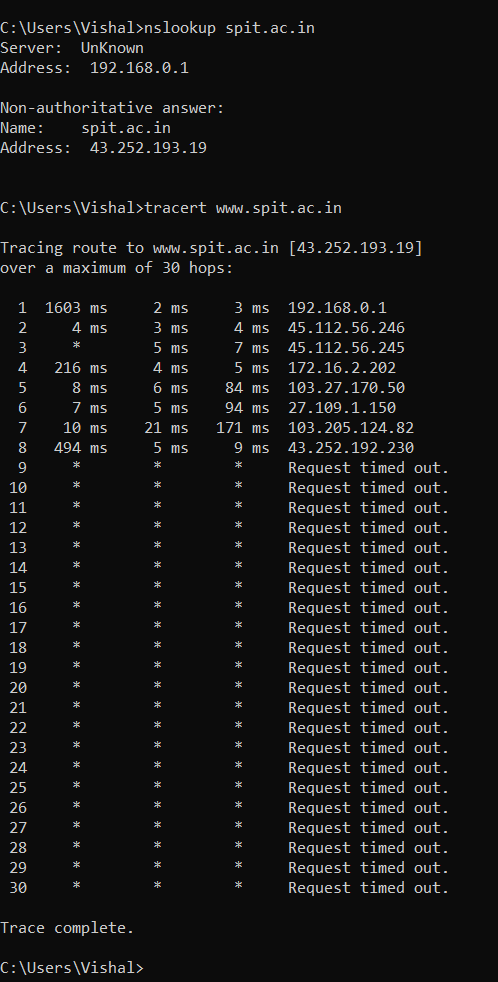 C:\Users\Vishal>nslookup spit.ac.in
Server:  UnKnown
Address:  192.168.0.1

Non-authoritative answer:
Name:    spit.ac.in
Address:  43.252.193.19


C:\Users\Vishal>tracert www.spit.ac.in

Tracing route to www.spit.ac.in [43.252.193.19]
over a maximum of 30 hops:

  1  1603 ms     2 ms     3 ms  192.168.0.1
  2     4 ms     3 ms     4 ms  45.112.56.246
  3     *        5 ms     7 ms  45.112.56.245
  4   216 ms     4 ms     5 ms  172.16.2.202
  5     8 ms     6 ms    84 ms  103.27.170.50
  6     7 ms     5 ms    94 ms  27.109.1.150
  7    10 ms    21 ms   171 ms  103.205.124.82
  8   494 ms     5 ms     9 ms  43.252.192.230
  9     *        *        *     Request timed out.
 10     *        *        *     Request timed out.
 11     *        *        *     Request timed out.
 12     *        *        *     Request timed out.
 13     *        *        *     Request timed out.
 14     *        *        *     Request timed out.
 15     *        *        *     Request timed out.
 16     *        *        *     Request timed out.
 17     *        *        *     Request timed out.
 18     *        *        *     Request timed out.
 19     *        *        *     Request timed out.
 20     *        *        *     Request timed out.
 21     *        *        *     Request timed out.
 22     *        *        *     Request timed out.
 23     *        *        *     Request timed out.
 24     *        *        *     Request timed out.
 25     *        *        *     Request timed out.
 26     *        *        *     Request timed out.
 27     *        *        *     Request timed out.
 28     *        *        *     Request timed out.
 29     *        *        *     Request timed out.
 30     *        *        *     Request timed out.

Trace complete.

C:\Users\Vishal>